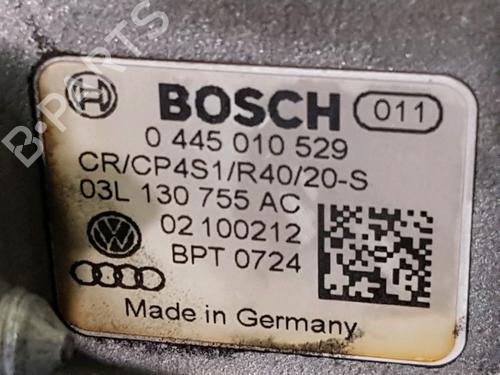 BOSCH 011
0 445 010 529
CR/CP4S1/R40/20-S
03L 130 755 AC
02 100212
BPT 0724
Made in Germany
B-PARTS